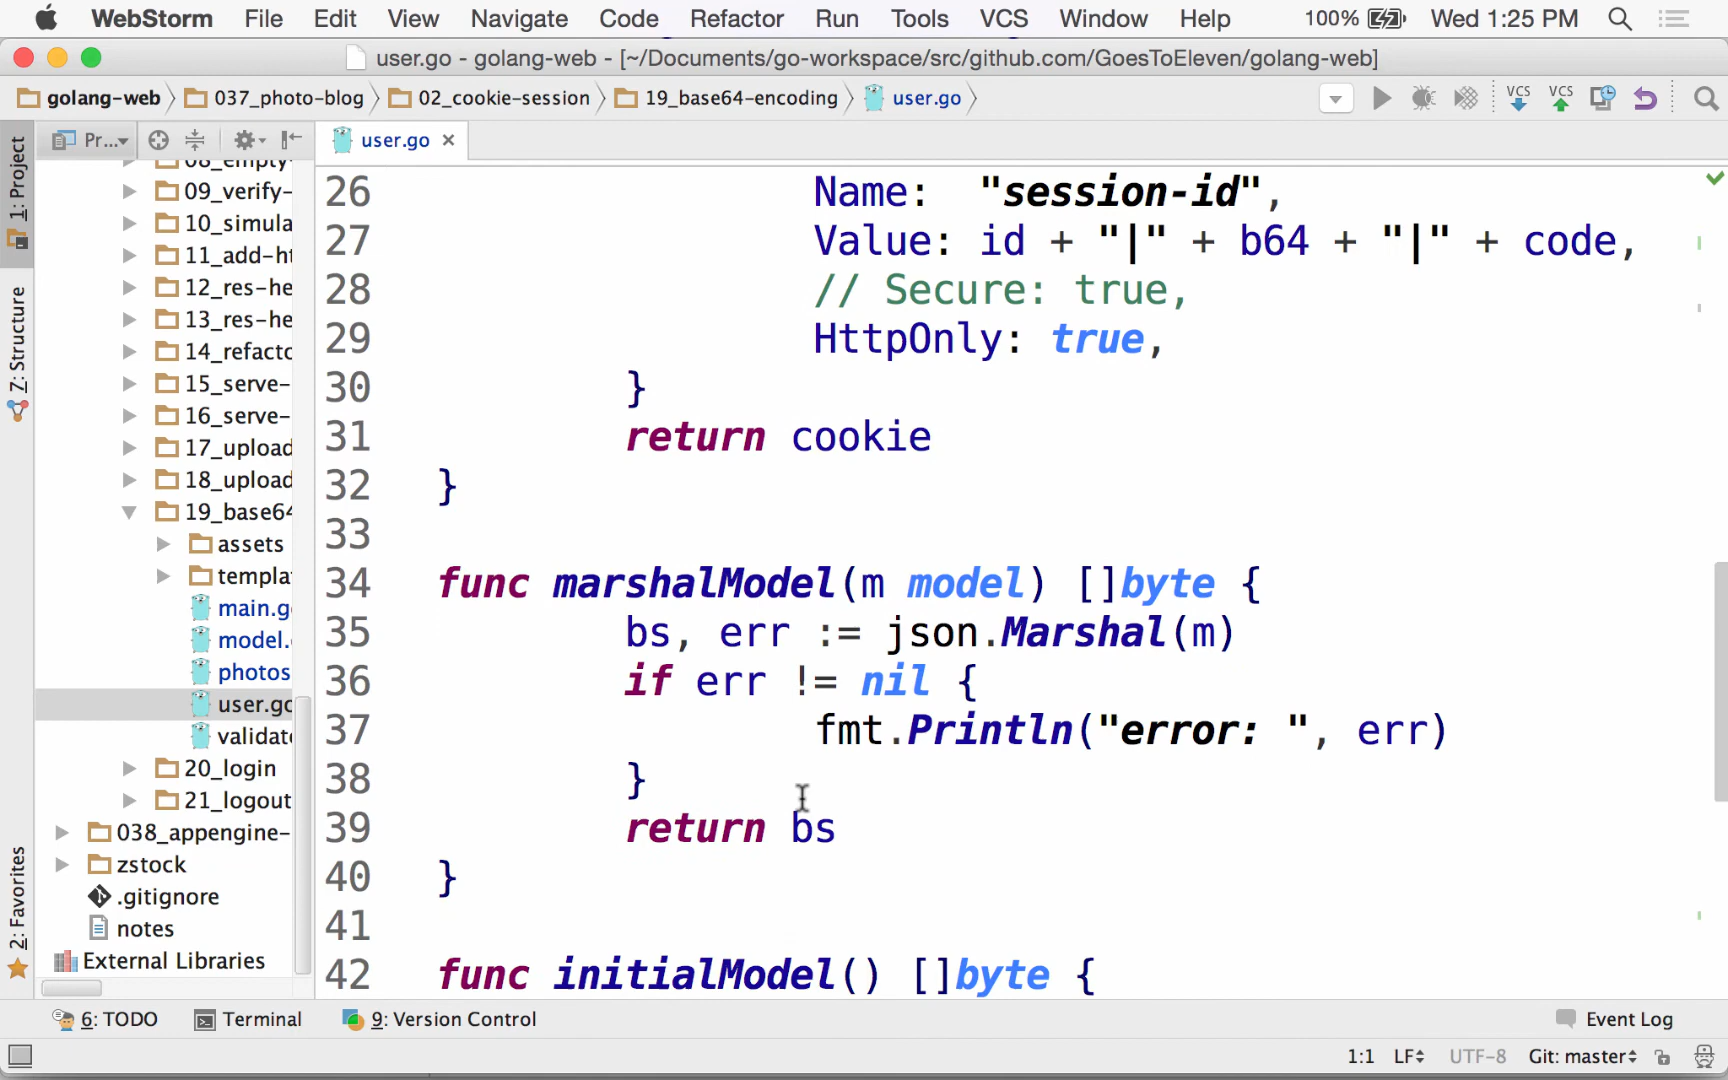 WebStorm File Edit View Navigate Code Refactor Run Tools VCS Window Help 100% Wed 1:25 PM
user.go - golang-web - [~/Documents/go-workspace/src/github.com/GoesToEleven/golang-web]
golang-web 037_photo-blog 02_cookie-session 19_base64-encoding user.go VCS VCS
1: Project
Z: Structure
2: Favorites
Pr... user.go
08_empty-
09_verify-
10_simula
11_add-ht
12_res-he
13_res-he
14_refacto
15_serve-
16_serve-
17_upload
18_upload
19_base64
assets
templa
main.g
model.
photos
user.go
validat
20_login
21_logout
038_appengine-
zstock
.gitignore
notes
External Libraries
26 Name: "session-id",
27 Value: id + "|" + b64 + "|" + code,
28 // Secure: true,
29 HttpOnly: true,
30 }
31 return cookie
32 }
33
34 func marshalModel(m model) []byte {
35 bs, err := json.Marshal(m)
36 if err != nil {
37 fmt.Println("error: ", err)
38 }
39 return bs
40 }
41
42 func initialModel() []byte {
6: TODO Terminal 9: Version Control Event Log
1:1 LF UTF-8 Git: master